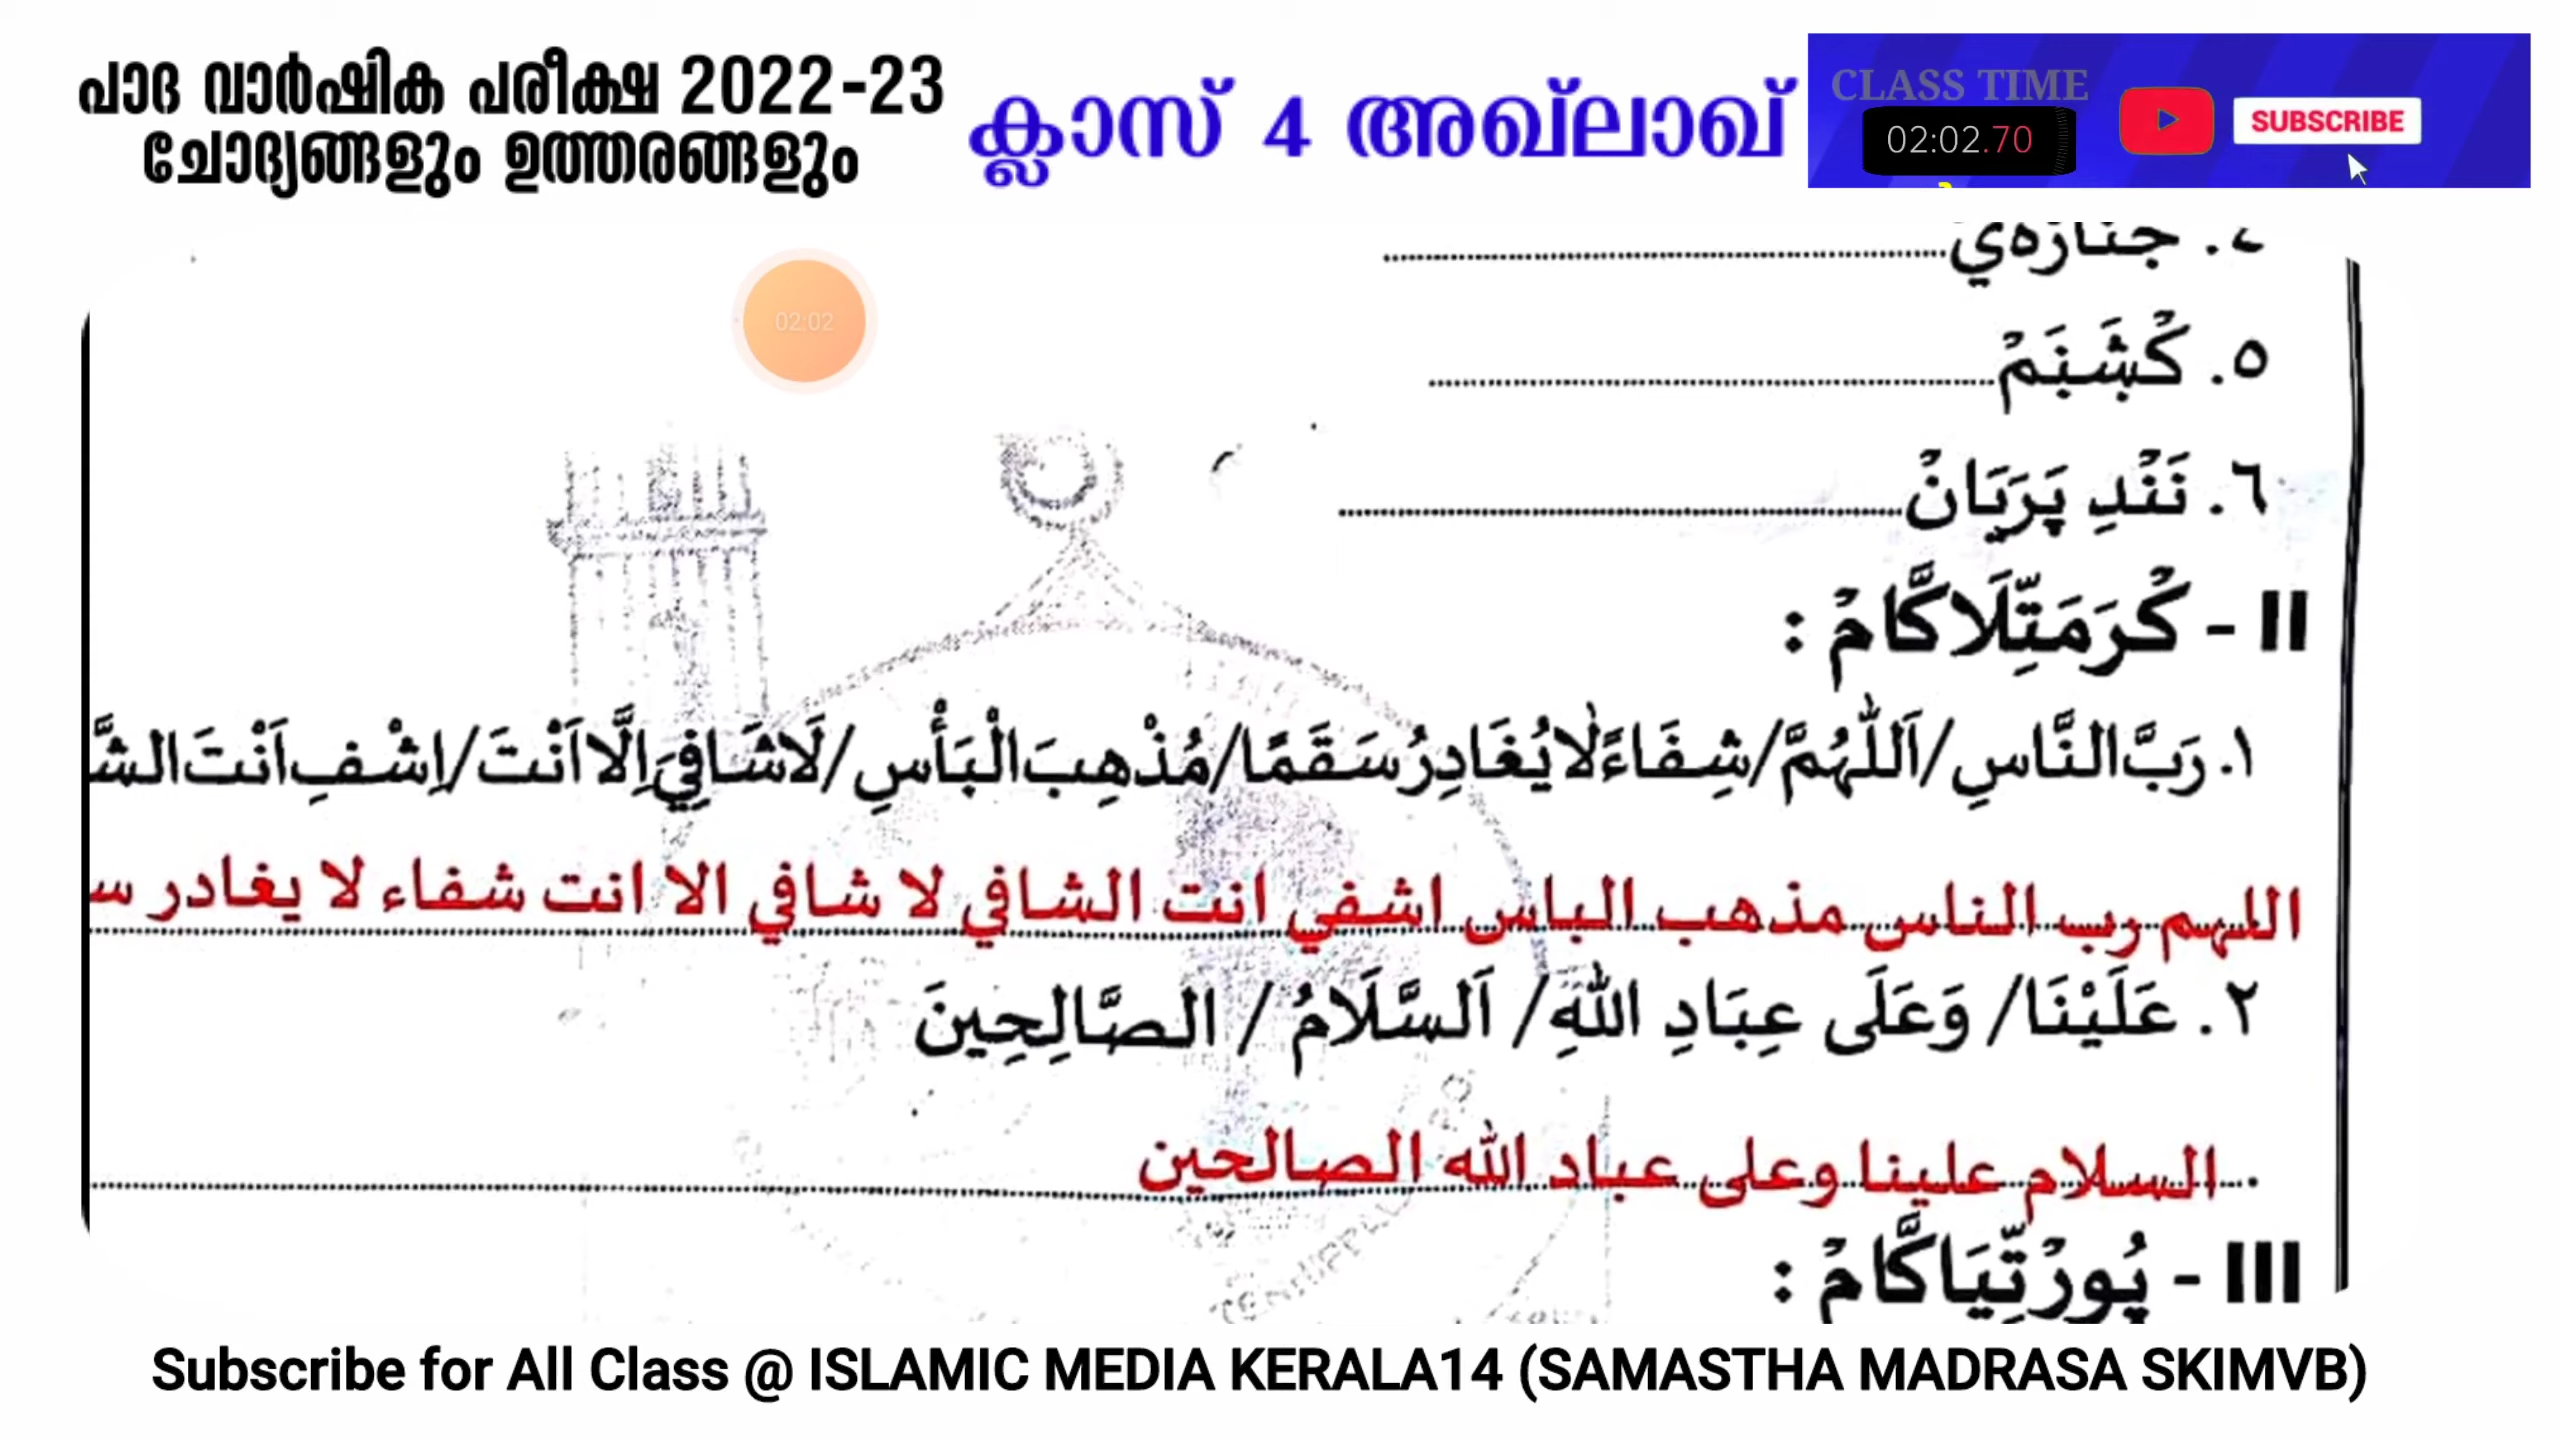 പാദ വാർഷിക പരീക്ഷ 2022-23
ചോദ്യങ്ങളും ഉത്തരങ്ങളും
ക്ലാസ് 4 അഖ്ലാഖ്
CLASS TIME
02:02.70
SUBSCRIBE
جنازەي
02:02
٥. كُشَنَمْ
٦. نَنْدِ پَرَيَانْ
II - كْرَمَتِّلَاكَّامْ :
١. رَبَّ النَّاسِ/اَللّٰهُمَّ/شِفَاءً لَا يُغَادِرُ سَقَمًا/مُذْهِبَ الْبَأْسِ/لَا شَافِيَ اِلَّا اَنْتَ/اِشْفِ اَنْتَ الشَّ
اللهم رب الناس مذهب الباس اشفي انت الشافي لا شافي الا انت شفاء لا يغادر س
٢. عَلَيْنَا/ وَعَلَى عِبَادِ اللّٰهِ/ اَلسَّلَامُ/ الصَّالِحِينَ
السلام علينا وعلى عباد الله الصالحين
III - پُورْتِّيَاكَّامْ :
Subscribe for All Class @ ISLAMIC MEDIA KERALA14 (SAMASTHA MADRASA SKIMVB)